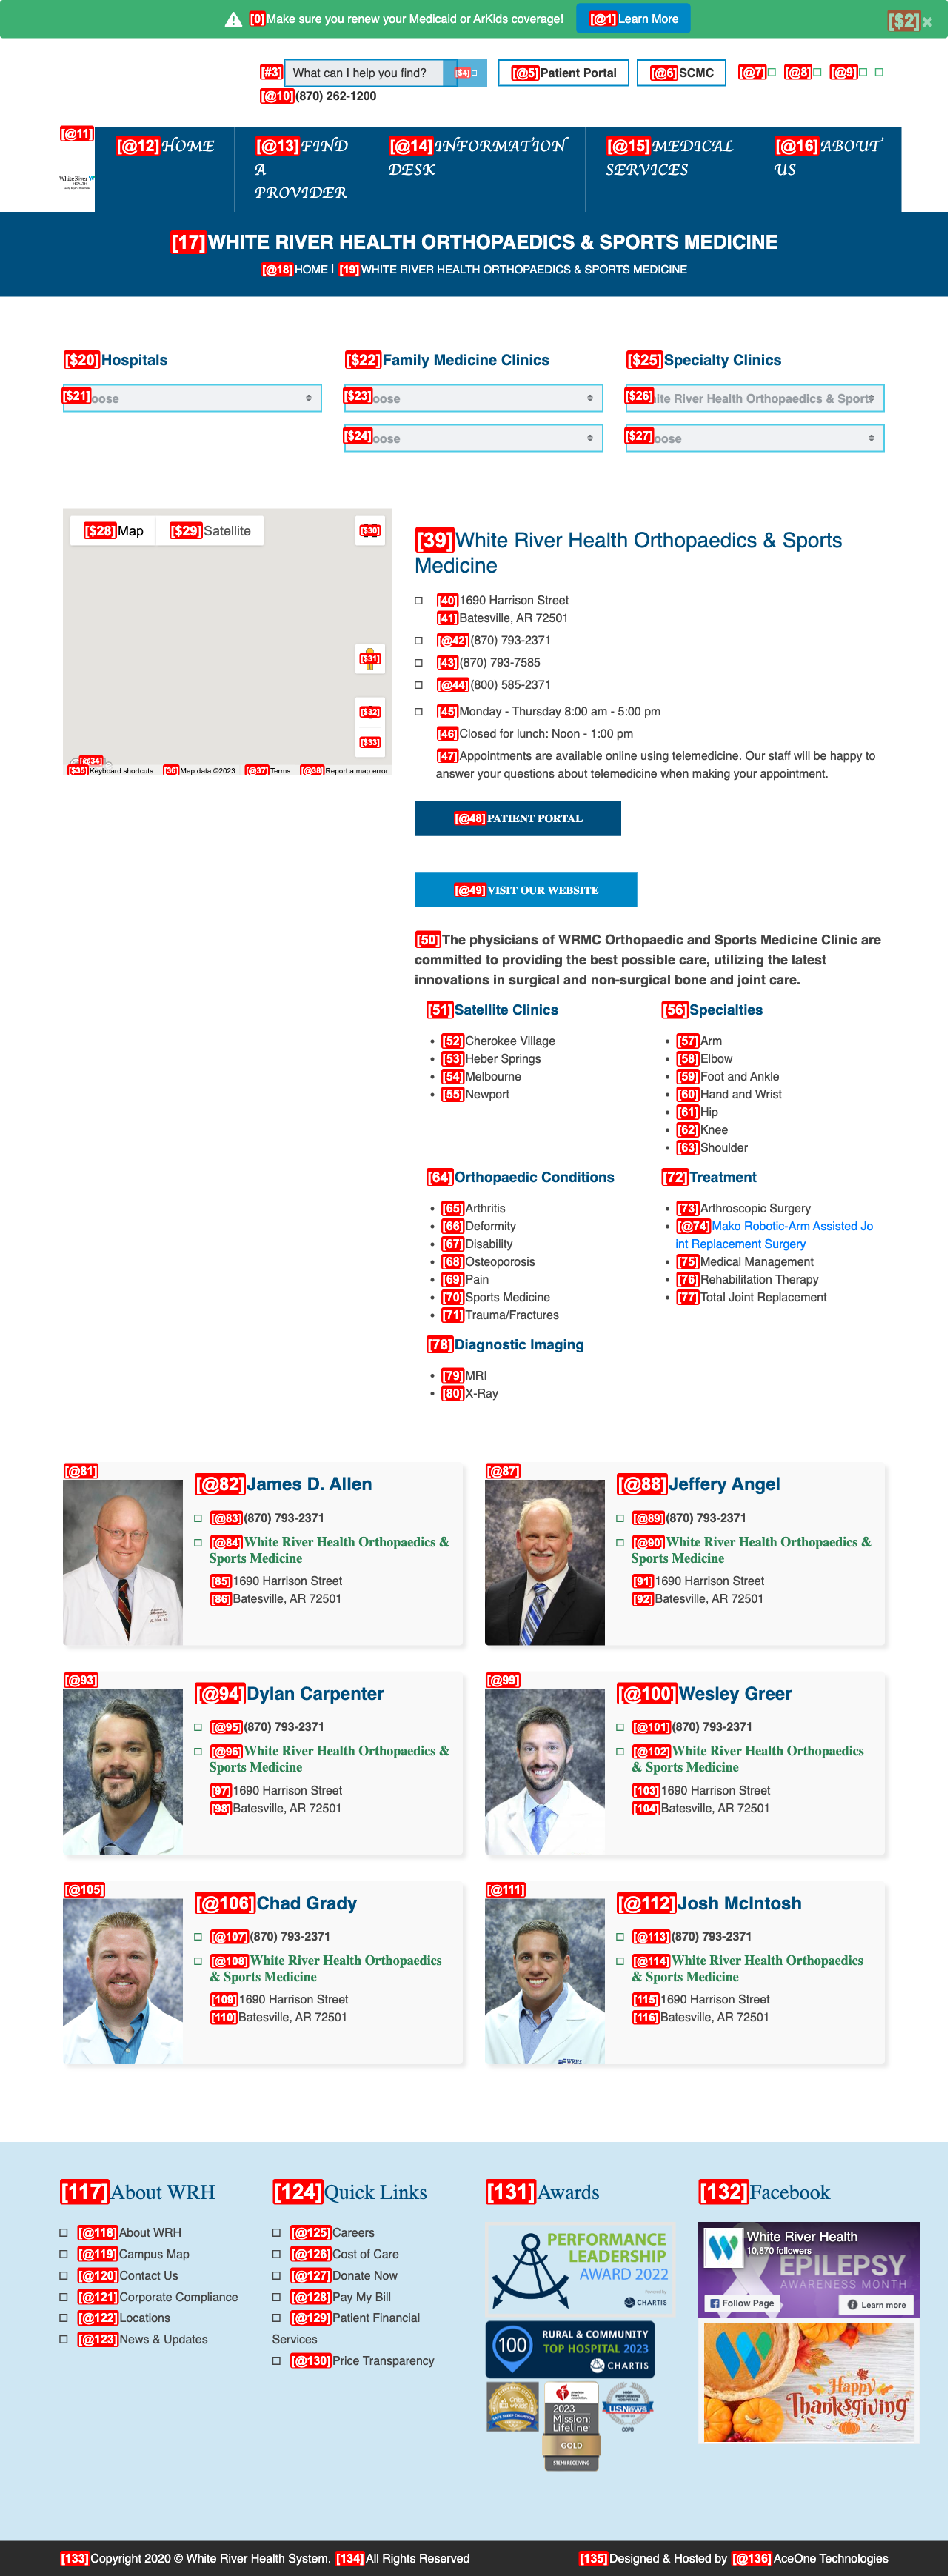 [0] Make sure you renew your Medicaid or ArKids coverage! [@1] Learn More [$2] ×
[#3] What can I help you find? [$4] [@5] Patient Portal [@6] SCMC [@7] [@8] [@9]
[@10] (870) 262-1200
[@11]
White River
HEALTH
[@12] HOME
[@13] FIND A PROVIDER
[@14] INFORMATION DESK
[@15] MEDICAL SERVICES
[@16] ABOUT US
[17] WHITE RIVER HEALTH ORTHOPAEDICS & SPORTS MEDICINE
[@18] HOME | [19] WHITE RIVER HEALTH ORTHOPAEDICS & SPORTS MEDICINE
[$20] Hospitals
[$21] oose
[$22] Family Medicine Clinics
[$23] oose
[$24] oose
[$25] Specialty Clinics
[$26] ite River Health Orthopaedics & Sports
[$27] oose
[$28] Map [$29] Satellite [$30]
[$31]
[$32]
[$33]
[@34]
[$35] Keyboard shortcuts [36] Map data ©2023 [@37] Terms [@38] Report a map error
[39] White River Health Orthopaedics & Sports
Medicine
[40] 1690 Harrison Street
[41] Batesville, AR 72501
[@42] (870) 793-2371
[43] (870) 793-7585
[@44] (800) 585-2371
[45] Monday - Thursday 8:00 am - 5:00 pm
[46] Closed for lunch: Noon - 1:00 pm
[47] Appointments are available online using telemedicine. Our staff will be happy to
answer your questions about telemedicine when making your appointment.
[@48] PATIENT PORTAL
[@49] VISIT OUR WEBSITE
[50] The physicians of WRMC Orthopaedic and Sports Medicine Clinic are
committed to providing the best possible care, utilizing the latest
innovations in surgical and non-surgical bone and joint care.
[51] Satellite Clinics
[52] Cherokee Village
[53] Heber Springs
[54] Melbourne
[55] Newport
[56] Specialties
[57] Arm
[58] Elbow
[59] Foot and Ankle
[60] Hand and Wrist
[61] Hip
[62] Knee
[63] Shoulder
[64] Orthopaedic Conditions
[65] Arthritis
[66] Deformity
[67] Disability
[68] Osteoporosis
[69] Pain
[70] Sports Medicine
[71] Trauma/Fractures
[72] Treatment
[73] Arthroscopic Surgery
[@74] Mako Robotic-Arm Assisted Jo
int Replacement Surgery
[75] Medical Management
[76] Rehabilitation Therapy
[77] Total Joint Replacement
[78] Diagnostic Imaging
[79] MRI
[80] X-Ray
[@81]
[@82] James D. Allen
[@83] (870) 793-2371
[@84] White River Health Orthopaedics &
Sports Medicine
[85] 1690 Harrison Street
[86] Batesville, AR 72501
[@87]
[@88] Jeffery Angel
[@89] (870) 793-2371
[@90] White River Health Orthopaedics &
Sports Medicine
[91] 1690 Harrison Street
[92] Batesville, AR 72501
[@93]
[@94] Dylan Carpenter
[@95] (870) 793-2371
[@96] White River Health Orthopaedics &
Sports Medicine
[97] 1690 Harrison Street
[98] Batesville, AR 72501
[@99]
[@100] Wesley Greer
[@101] (870) 793-2371
[@102] White River Health Orthopaedics
& Sports Medicine
[103] 1690 Harrison Street
[104] Batesville, AR 72501
[@105]
[@106] Chad Grady
[@107] (870) 793-2371
[@108] White River Health Orthopaedics
& Sports Medicine
[109] 1690 Harrison Street
[110] Batesville, AR 72501
[@111]
[@112] Josh McIntosh
[@113] (870) 793-2371
[@114] White River Health Orthopaedics
& Sports Medicine
[115] 1690 Harrison Street
[116] Batesville, AR 72501
[117] About WRH
[@118] About WRH
[@119] Campus Map
[@120] Contact Us
[@121] Corporate Compliance
[@122] Locations
[@123] News & Updates
[124] Quick Links
[@125] Careers
[@126] Cost of Care
[@127] Donate Now
[@128] Pay My Bill
[@129] Patient Financial
Services
[@130] Price Transparency
[131] Awards
PERFORMANCE
LEADERSHIP
AWARD 2022
CHARTIS
100
RURAL & COMMUNITY
TOP HOSPITAL 2023
CHARTIS
2023
Mission:
Lifeline
GOLD
STEMI RECEIVING
USNews
COPD
[132] Facebook
White River Health
10,870 followers
EPILEPSY
AWARENESS MONTH
Follow Page
Learn more
Happy
Thanksgiving
[133] Copyright 2020 © White River Health System. [134] All Rights Reserved
[135] Designed & Hosted by [@136] AceOne Technologies